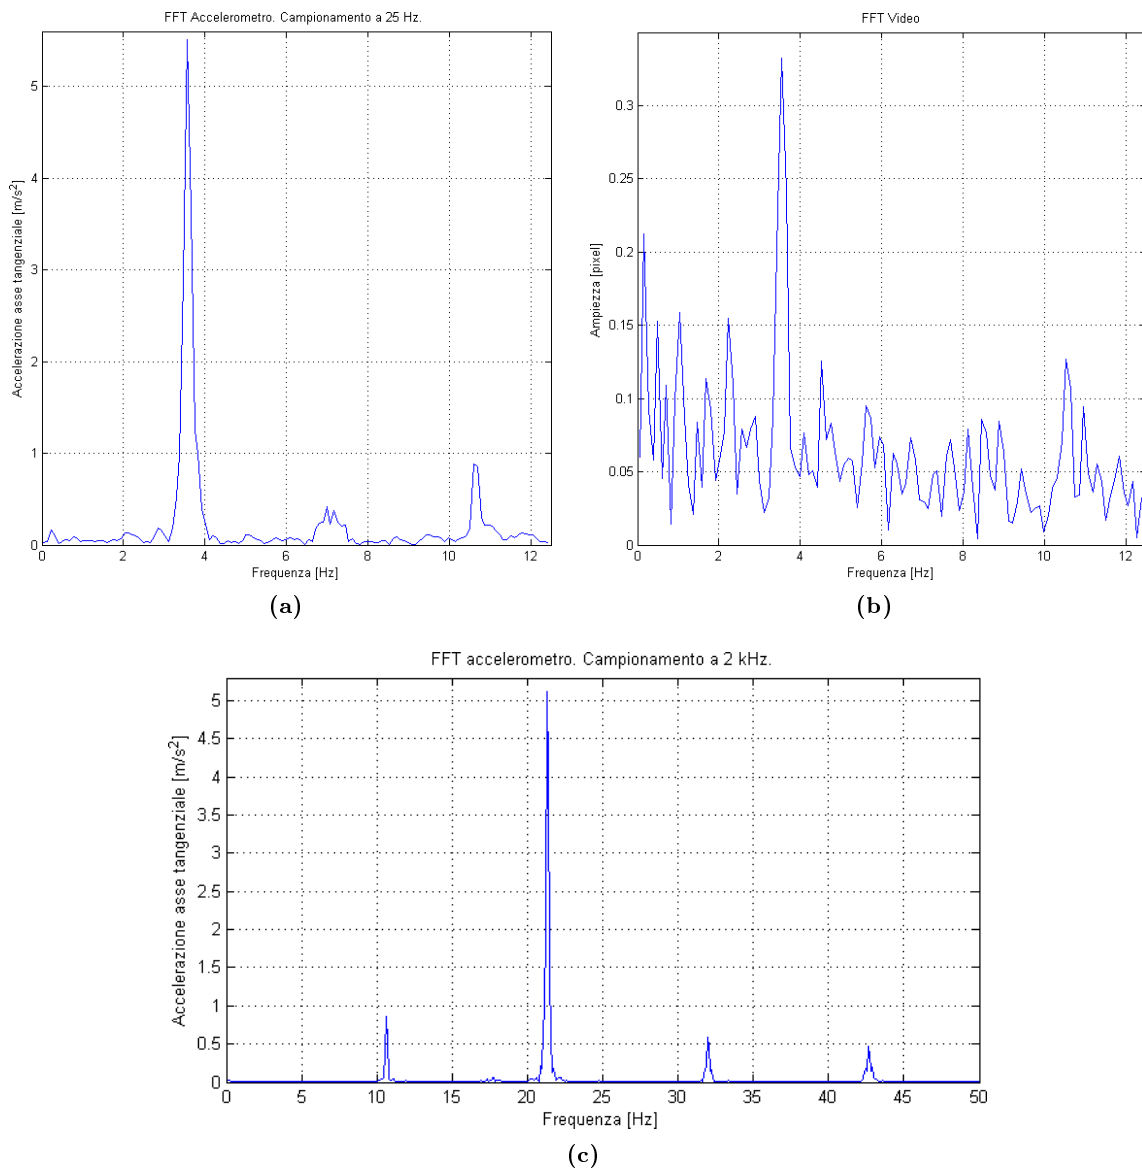 FFT Accelerometro. Campionamento a 25 Hz.
5
4
3
2
1
0
Accelerazione asse tangenziale [m/s²]
0 2 4 6 8 10 12
Frequenza [Hz]
(a)
FFT Video
0.3
0.25
0.2
0.15
0.1
0.05
0
Ampiezza [pixel]
0 2 4 6 8 10 12
Frequenza [Hz]
(b)
FFT accelerometro. Campionamento a 2 kHz.
5
4.5
4
3.5
3
2.5
2
1.5
1
0.5
0
Accelerazione asse tangenziale [m/s²]
0 5 10 15 20 25 30 35 40 45 50
Frequenza [Hz]
(c)